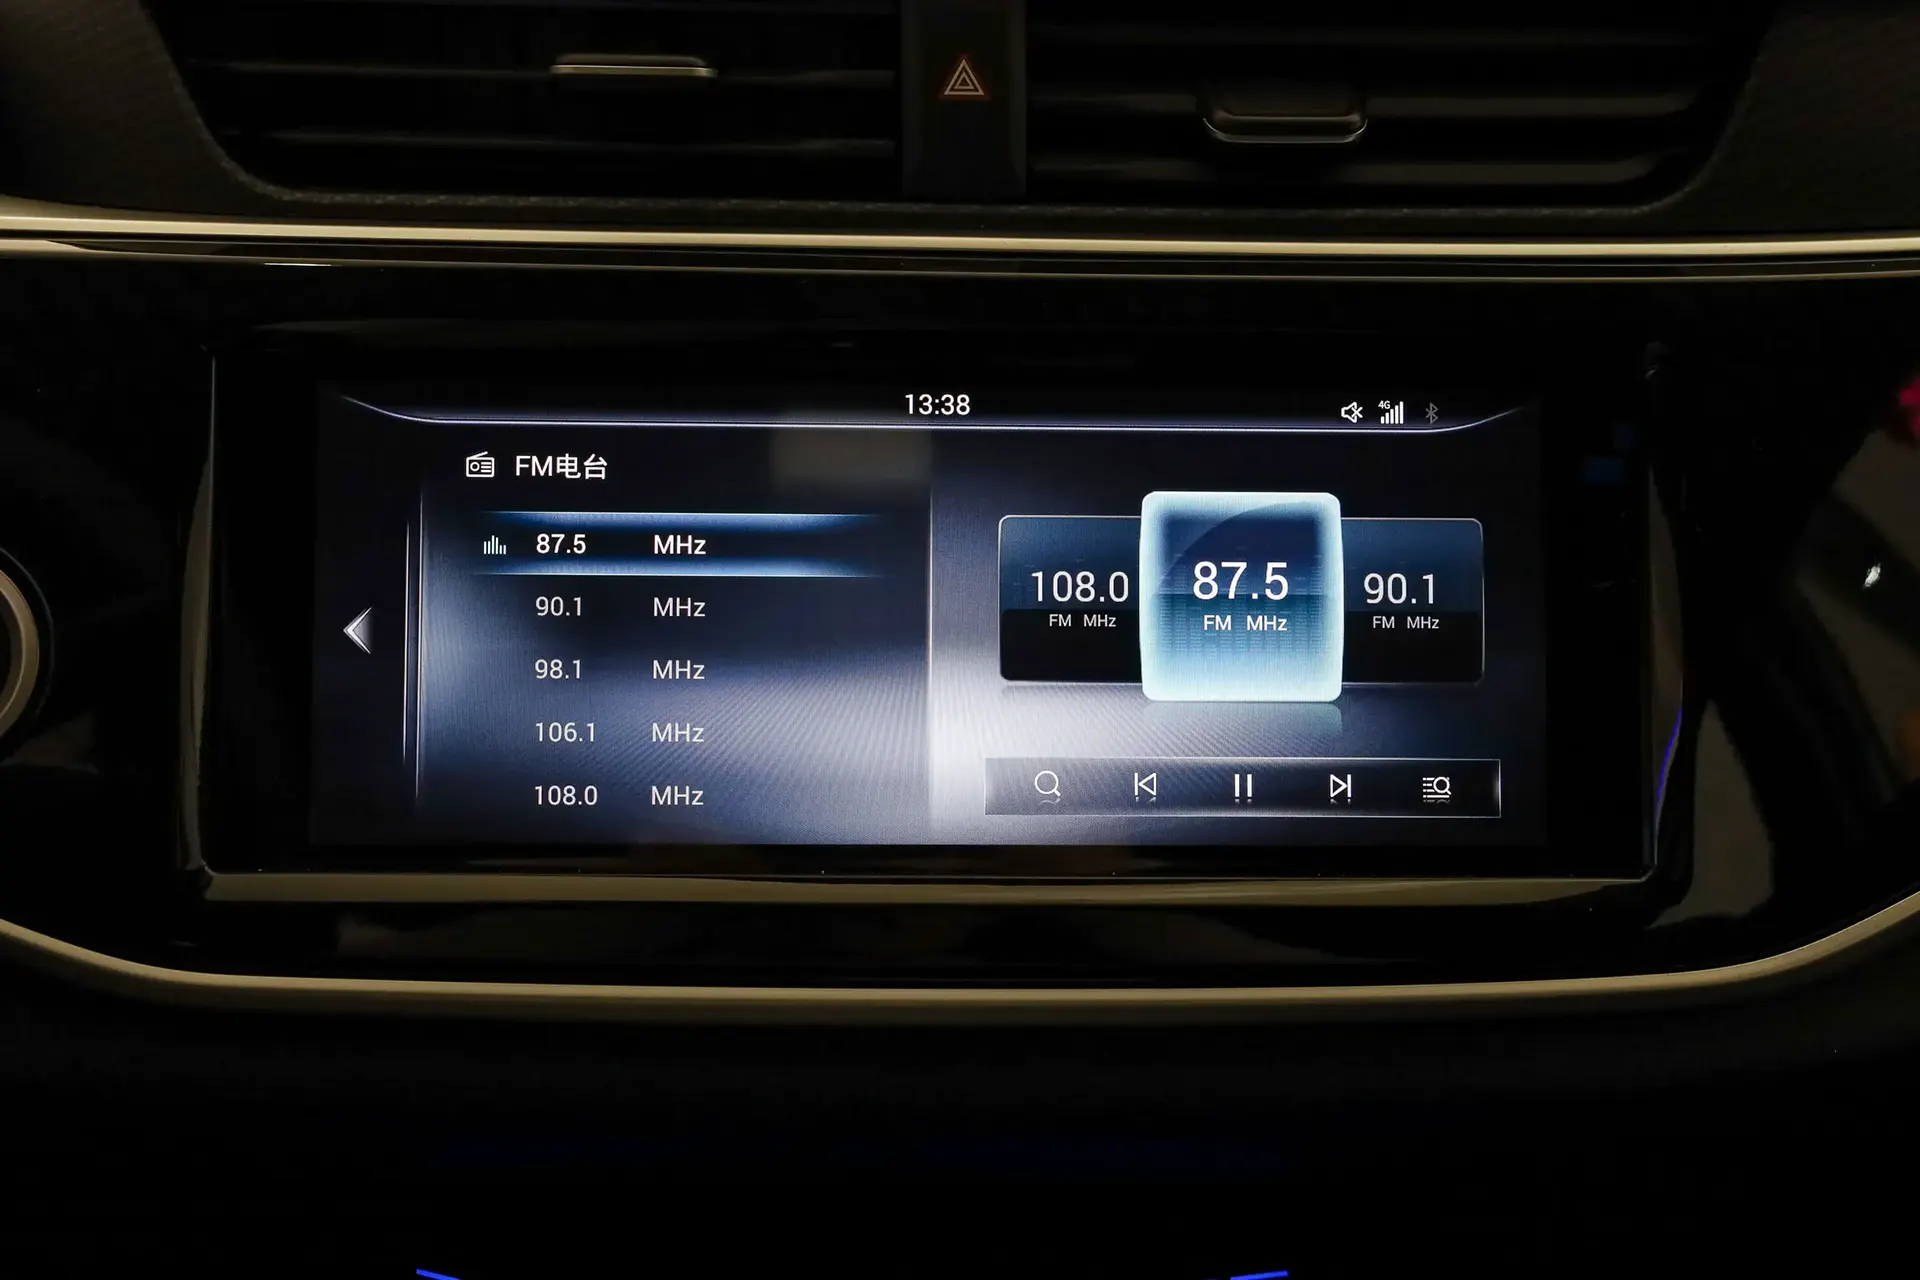 13:38
4G
FM电台
87.5 MHz
90.1 MHz
98.1 MHz
106.1 MHz
108.0 MHz
108.0
FM MHz
87.5
FM MHz
90.1
FM MHz